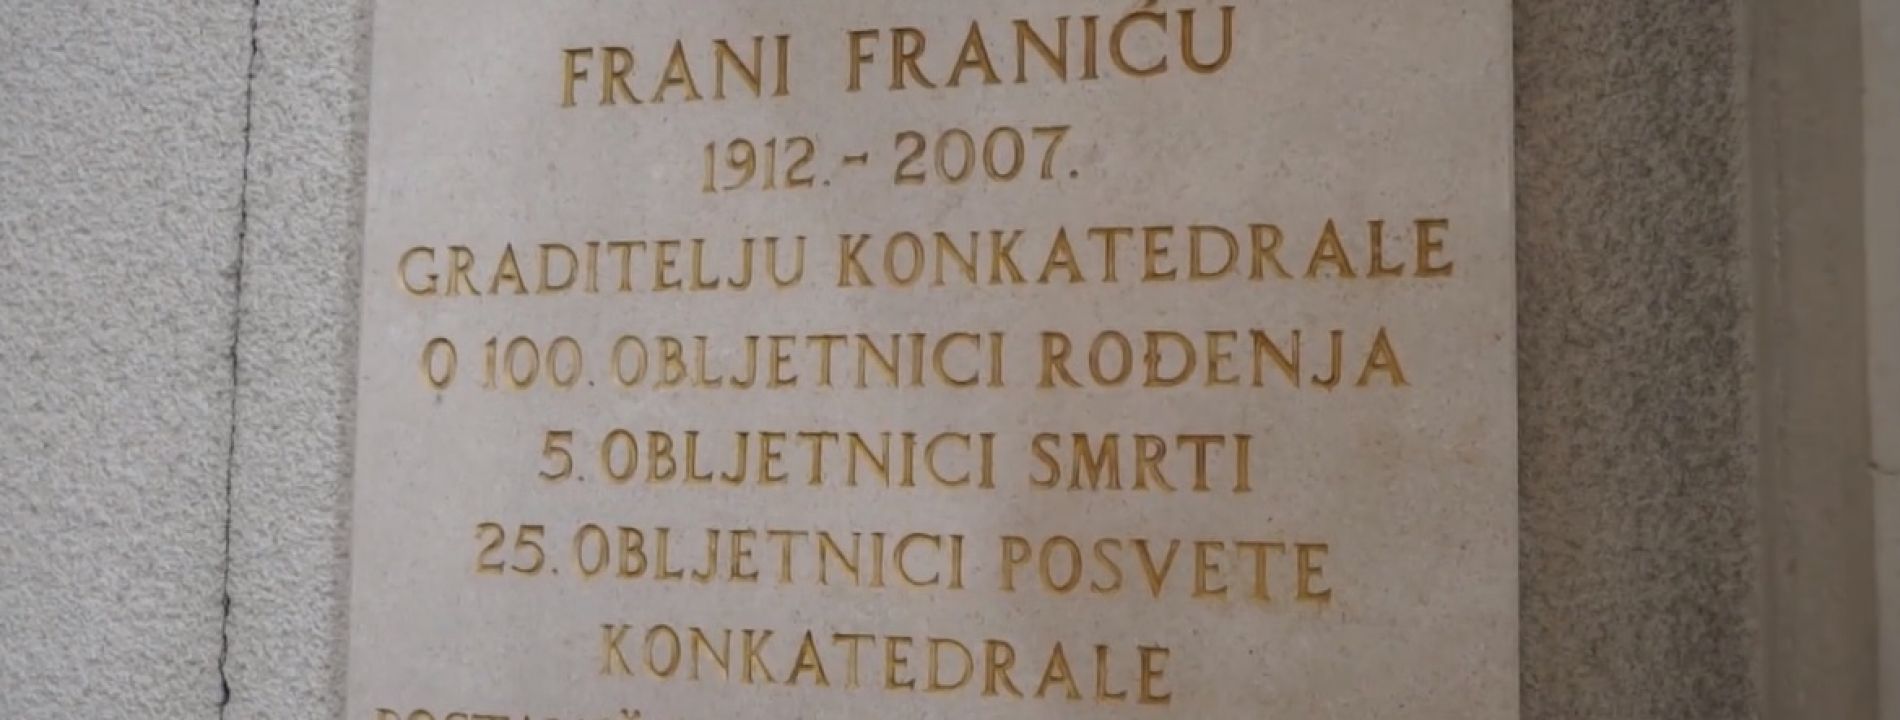 FRANI FRANIĆU
1912.- 2007.
GRADITELJU KONKATEDRALE
O 100. OBLJETNICI ROĐENJA
5. OBLJETNICI SMRTI
25. OBLJETNICI POSVETE
KONKATEDRALE